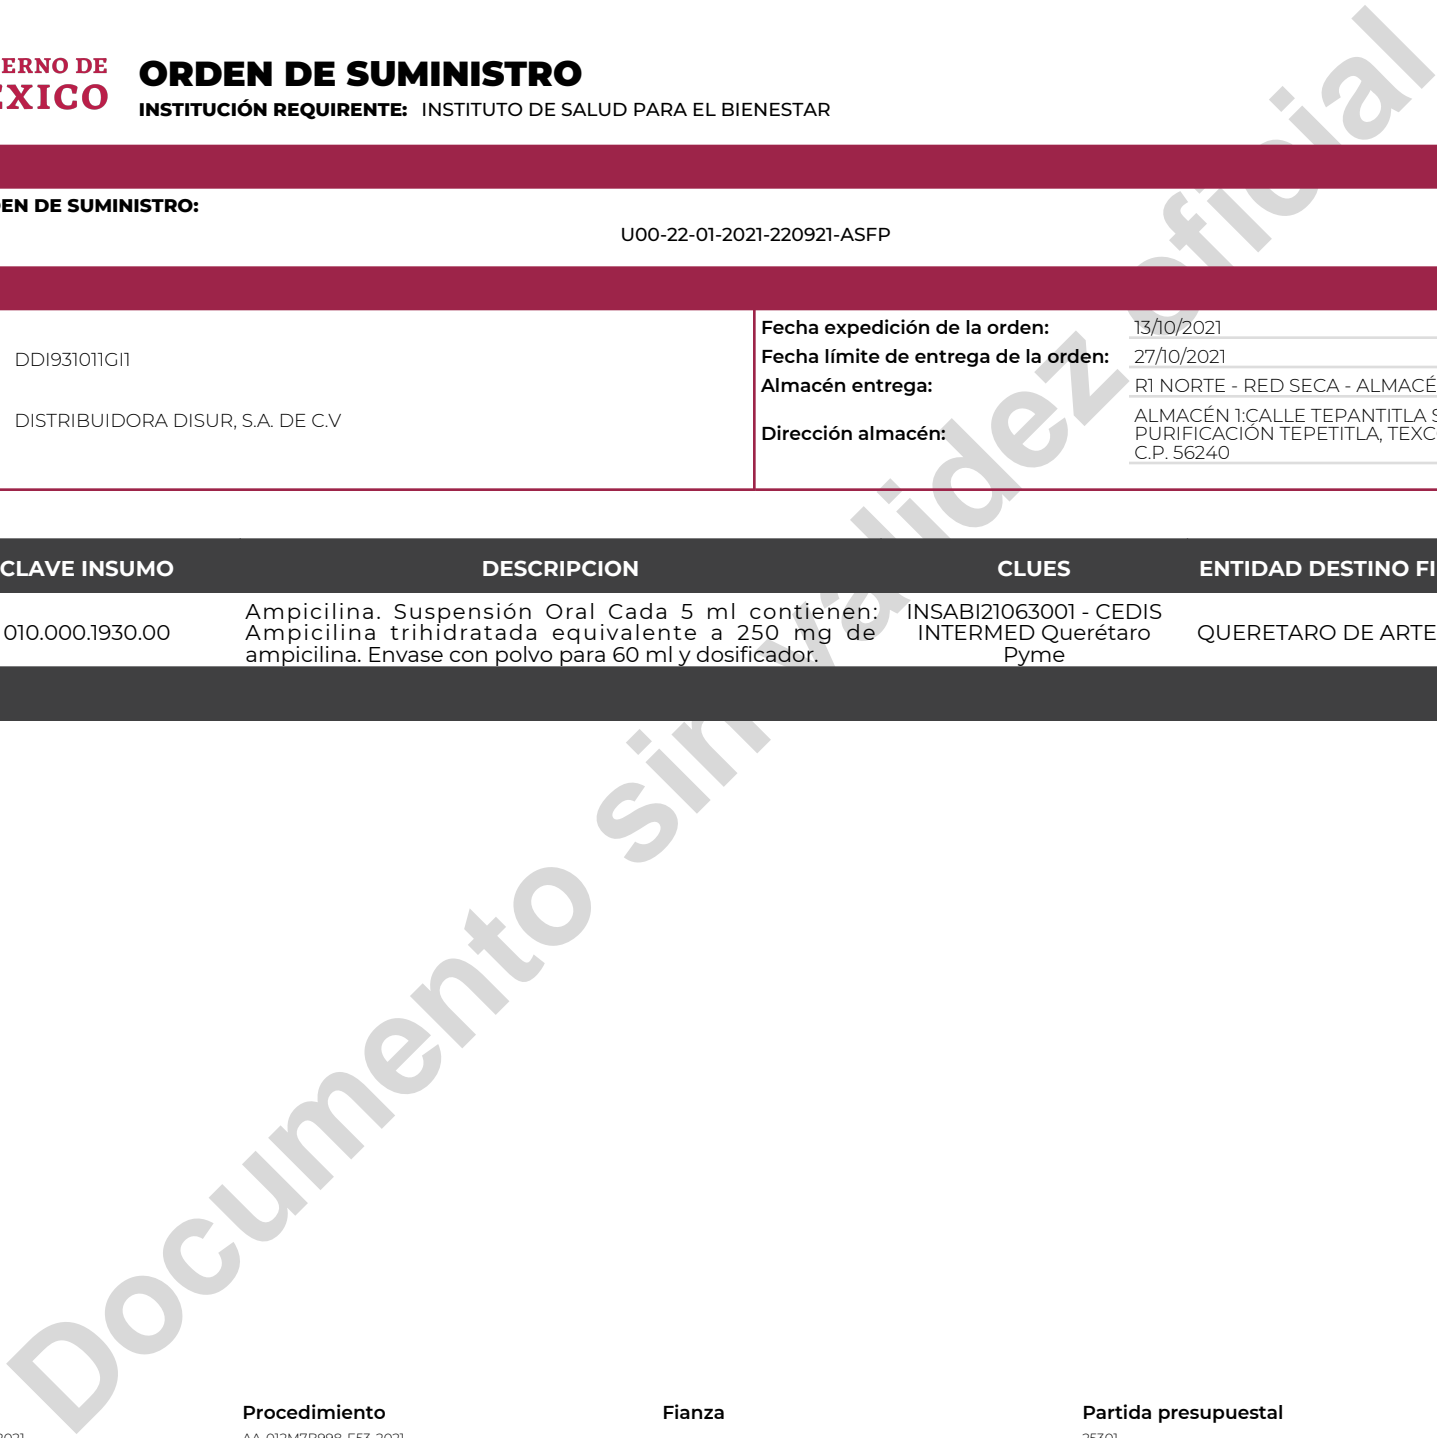 ERNO DE
EXICO
ORDEN DE SUMINISTRO
INSTITUCIÓN REQUIRENTE: INSTITUTO DE SALUD PARA EL BIENESTAR
EN DE SUMINISTRO:
U00-22-01-2021-220921-ASFP
DDI931011GI1
DISTRIBUIDORA DISUR, S.A. DE C.V
Fecha expedición de la orden: 13/10/2021
Fecha límite de entrega de la orden: 27/10/2021
Almacén entrega: R1 NORTE - RED SECA - ALMACÉ
Dirección almacén:
ALMACÉN 1:CALLE TEPANTITLA S
PURIFICACIÓN TEPETITLA, TEXC
C.P. 56240
CLAVE INSUMO DESCRIPCION CLUES ENTIDAD DESTINO FI
010.000.1930.00
Ampicilina. Suspensión Oral Cada 5 ml contienen:
Ampicilina trihidratada equivalente a 250 mg de
ampicilina. Envase con polvo para 60 ml y dosificador.
INSABI21063001 - CEDIS
INTERMED Querétaro
Pyme
QUERETARO DE ARTE
Documento sin validez oficial
Procedimiento Fianza Partida presupuestal